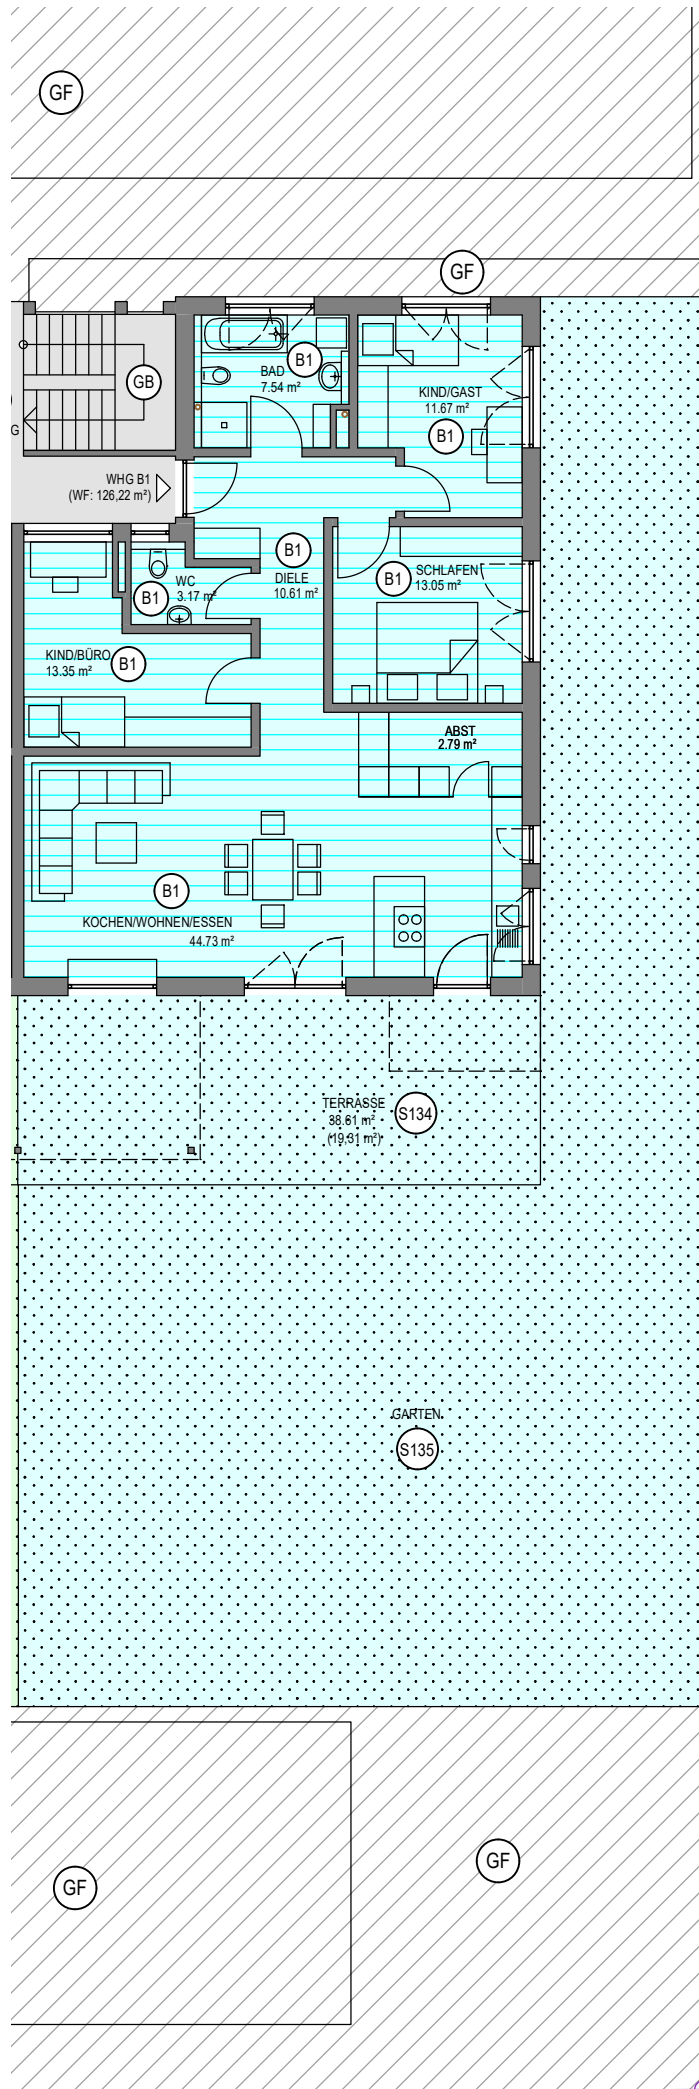 GF
GF
GB
G
BAD
7.54 m²
B1
KIND/GAST
11.67 m²
B1
WHG B1
(WF: 126,22 m²)
B1
DIELE
10.61 m²
B1
SCHLAFEN
13.05 m²
WC
3.17 m²
B1
KIND/BÜRO
13.35 m²
B1
ABST
2.79 m²
B1
KOCHEN/WOHNEN/ESSEN
44.73 m²
TERRASSE
38.61 m²
(19.31 m²)
S134
GARTEN
S135
GF
GF